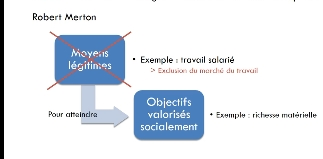 Robert Merton
Moyens
légitimes
• Exemple : travail salarié
> Exclusion du marché du travail
Pour atteindre
Objectifs
valorisés
socialement
• Exemple : richesse matérielle